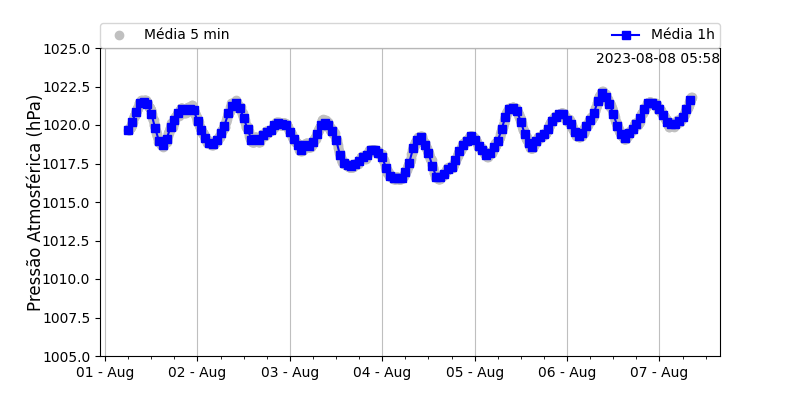 Média 5 min
Média 1h
2023-08-08 05:58
Pressão Atmosférica (hPa)
1025.0
1022.5
1020.0
1017.5
1015.0
1012.5
1010.0
1007.5
1005.0
01 - Aug
02 - Aug
03 - Aug
04 - Aug
05 - Aug
06 - Aug
07 - Aug